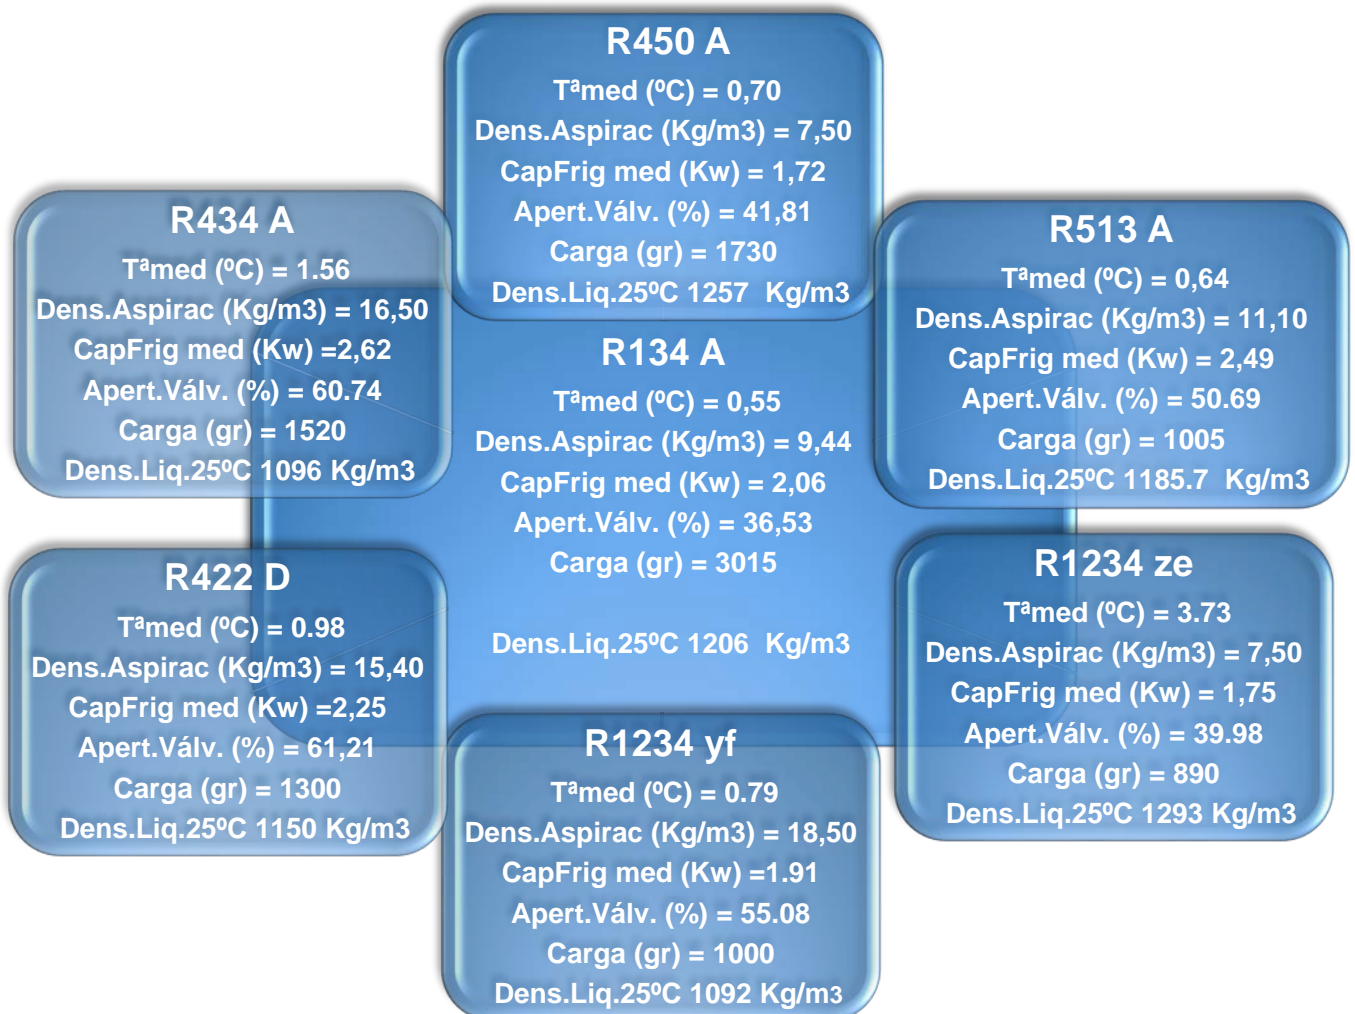 R450 A
Tªmed (ºC) = 0,70
Dens.Aspirac (Kg/m3) = 7,50
CapFrig med (Kw) = 1,72
Apert.Válv. (%) = 41,81
Carga (gr) = 1730
Dens.Liq.25ºC 1257 Kg/m3
R434 A
Tªmed (ºC) = 1.56
Dens.Aspirac (Kg/m3) = 16,50
CapFrig med (Kw) =2,62
Apert.Válv. (%) = 60.74
Carga (gr) = 1520
Dens.Liq.25ºC 1096 Kg/m3
R513 A
Tªmed (ºC) = 0,64
Dens.Aspirac (Kg/m3) = 11,10
CapFrig med (Kw) = 2,49
Apert.Válv. (%) = 50.69
Carga (gr) = 1005
Dens.Liq.25ºC 1185.7 Kg/m3
R134 A
Tªmed (ºC) = 0,55
Dens.Aspirac (Kg/m3) = 9,44
CapFrig med (Kw) = 2,06
Apert.Válv. (%) = 36,53
Carga (gr) = 3015
Dens.Liq.25ºC 1206 Kg/m3
R422 D
Tªmed (ºC) = 0.98
Dens.Aspirac (Kg/m3) = 15,40
CapFrig med (Kw) =2,25
Apert.Válv. (%) = 61,21
Carga (gr) = 1300
Dens.Liq.25ºC 1150 Kg/m3
R1234 ze
Tªmed (ºC) = 3.73
Dens.Aspirac (Kg/m3) = 7,50
CapFrig med (Kw) = 1,75
Apert.Válv. (%) = 39.98
Carga (gr) = 890
Dens.Liq.25ºC 1293 Kg/m3
R1234 yf
Tªmed (ºC) = 0.79
Dens.Aspirac (Kg/m3) = 18,50
CapFrig med (Kw) =1.91
Apert.Válv. (%) = 55.08
Carga (gr) = 1000
Dens.Liq.25ºC 1092 Kg/m3